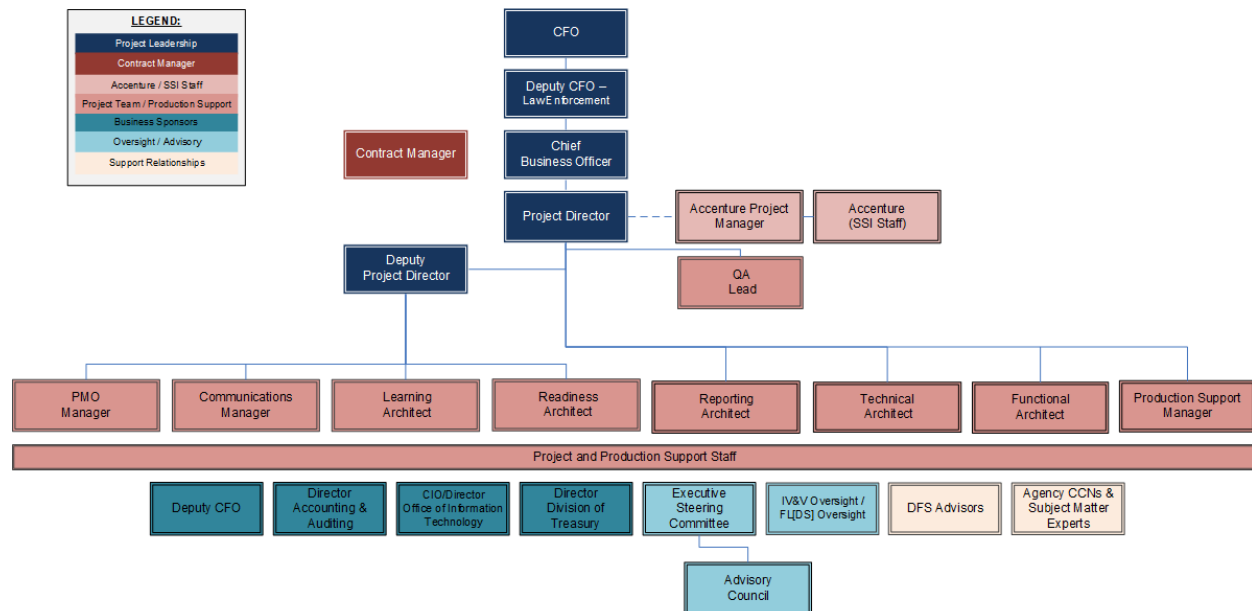 LEGEND:
Project Leadership
Contract Manager
Accenture / SSI Staff
Project Team / Production Support
Business Sponsors
Oversight / Advisory
Support Relationships
CFO
Deputy CFO –
LawEnforcement
Contract Manager
Chief
Business Officer
Project Director
Accenture Project
Manager
Accenture
(SSI Staff)
Deputy
Project Director
QA
Lead
PMO
Manager
Communications
Manager
Learning
Architect
Readiness
Architect
Reporting
Architect
Technical
Architect
Functional
Architect
Production Support
Manager
Project and Production Support Staff
Deputy CFO
Director
Accounting &
Auditing
CIO/Director
Office of Information
Technology
Director
Division of
Treasury
Executive
Steering
Committee
IV&V Oversight /
FL[DS] Oversight
DFS Advisors
Agency CCNs &
Subject Matter
Experts
Advisory
Council